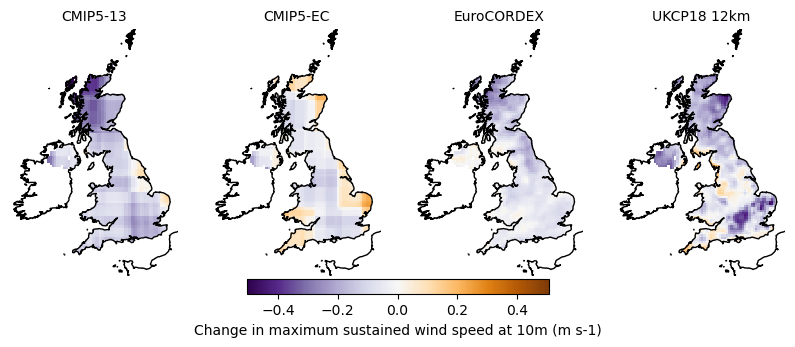 CMIP5-13 CMIP5-EC EuroCORDEX UKCP18 12km
−0.4 −0.2 0.0 0.2 0.4
Change in maximum sustained wind speed at 10m (m s-1)